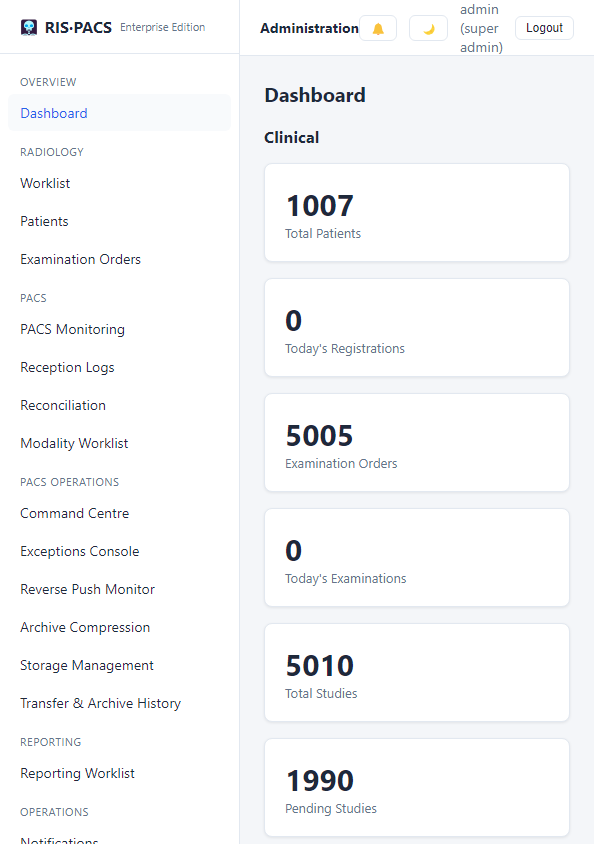 RIS·PACS Enterprise Edition
OVERVIEW
Dashboard
RADIOLOGY
Worklist
Patients
Examination Orders
PACS
PACS Monitoring
Reception Logs
Reconciliation
Modality Worklist
PACS OPERATIONS
Command Centre
Exceptions Console
Reverse Push Monitor
Archive Compression
Storage Management
Transfer & Archive History
REPORTING
Reporting Worklist
OPERATIONS
Notifications
Administration
admin
(super
admin)
Logout
Dashboard
Clinical
1007
Total Patients
0
Today's Registrations
5005
Examination Orders
0
Today's Examinations
5010
Total Studies
1990
Pending Studies